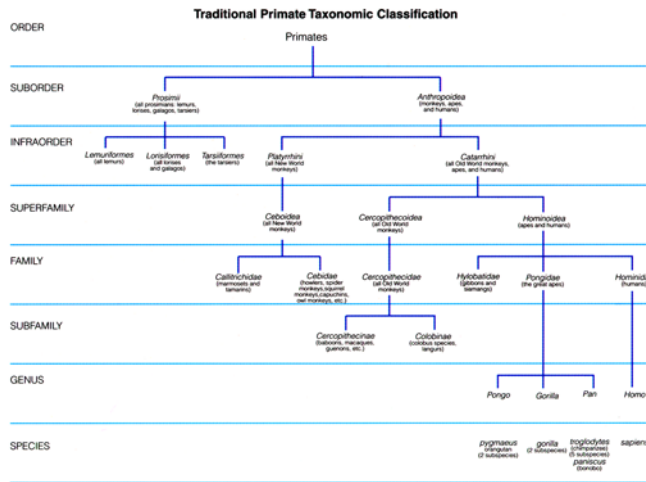 Traditional Primate Taxonomic Classification
ORDER
Primates
SUBORDER
Prosimii
(all prosimians: lemurs,
lorises, galagos, tarsiers)
Anthropoidea
(monkeys, apes,
and humans)
INFRAORDER
Lemuriformes
(all lemurs)
Lorisiformes
(all lorises
and galagos)
Tarsiiformes
(the tarsiers)
Platyrrhini
(all New World
monkeys)
Catarrhini
(all Old World monkeys,
apes, and humans)
SUPERFAMILY
Ceboidea
(all New World
monkeys)
Cercopithecoidea
(all Old World
monkeys)
Hominoidea
(apes and humans)
FAMILY
Callitrichidae
(marmosets and
tamarins)
Cebidae
(howlers, spider
monkeys,squirrel
monkeys,capuchins,
owl monkeys, etc.)
Cercopithecidae
(all Old World
monkeys)
Hylobatidae
(gibbons and
siamangs)
Pongidae
(the great apes)
Hominida
(humans)
SUBFAMILY
Cercopithecinae
(baboons, macaques,
guenons, etc.)
Colobinae
(colobus species,
langurs)
GENUS
Pongo
Gorilla
Pan
Homo
SPECIES
pygmaeus
(orangutan
(2 subspecies)
gorilla
(2 subspecies)
troglodytes
(chimpanzee)
(5 subspecies)
paniscus
(bonobo)
sapiens